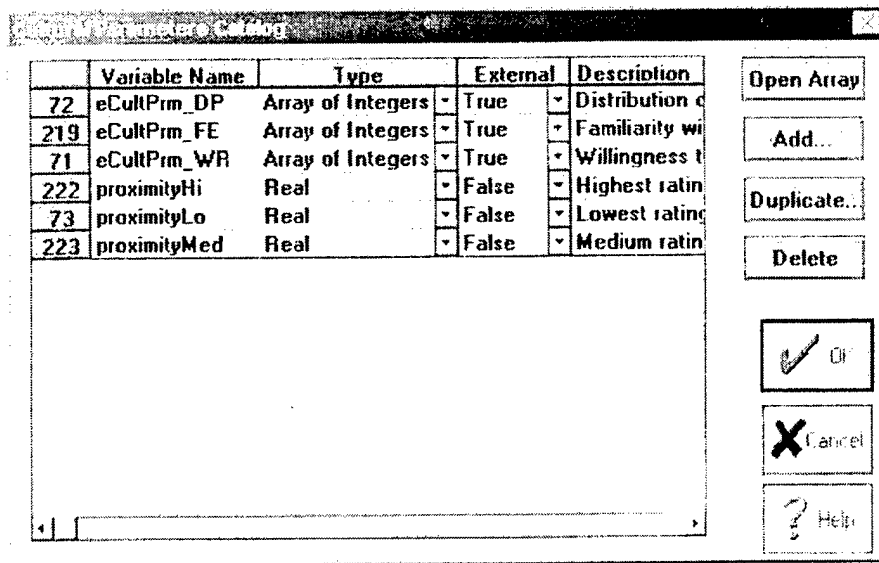 Parameters Catalog
Variable Name Type External Description
72 eCultPrm_DP Array of Integers True Distribution o
219 eCultPrm_FE Array of Integers True Familiarity wi
71 eCultPrm_WR Array of Integers True Willingness t
222 proximityHi Real False Highest ratin
73 proximityLo Real False Lowest rating
223 proximityMed Real False Medium ratin
Open Array
Add...
Duplicate...
Delete
OK
Cancel
Help